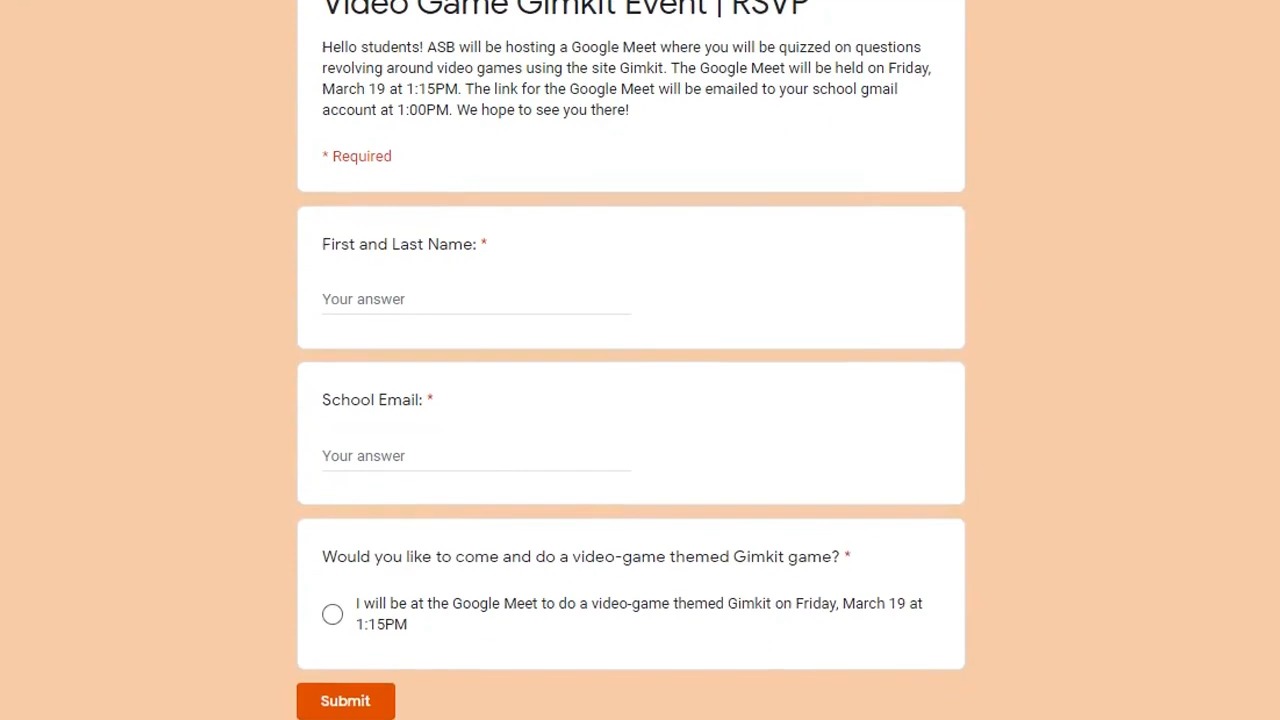 Video Game Gimkit Event | RSVP
Hello students! ASB will be hosting a Google Meet where you will be quizzed on questions
revolving around video games using the site Gimkit. The Google Meet will be held on Friday,
March 19 at 1:15PM. The link for the Google Meet will be emailed to your school gmail
account at 1:00PM. We hope to see you there!
* Required
First and Last Name: *
Your answer
School Email: *
Your answer
Would you like to come and do a video-game themed Gimkit game? *
I will be at the Google Meet to do a video-game themed Gimkit on Friday, March 19 at
1:15PM
Submit